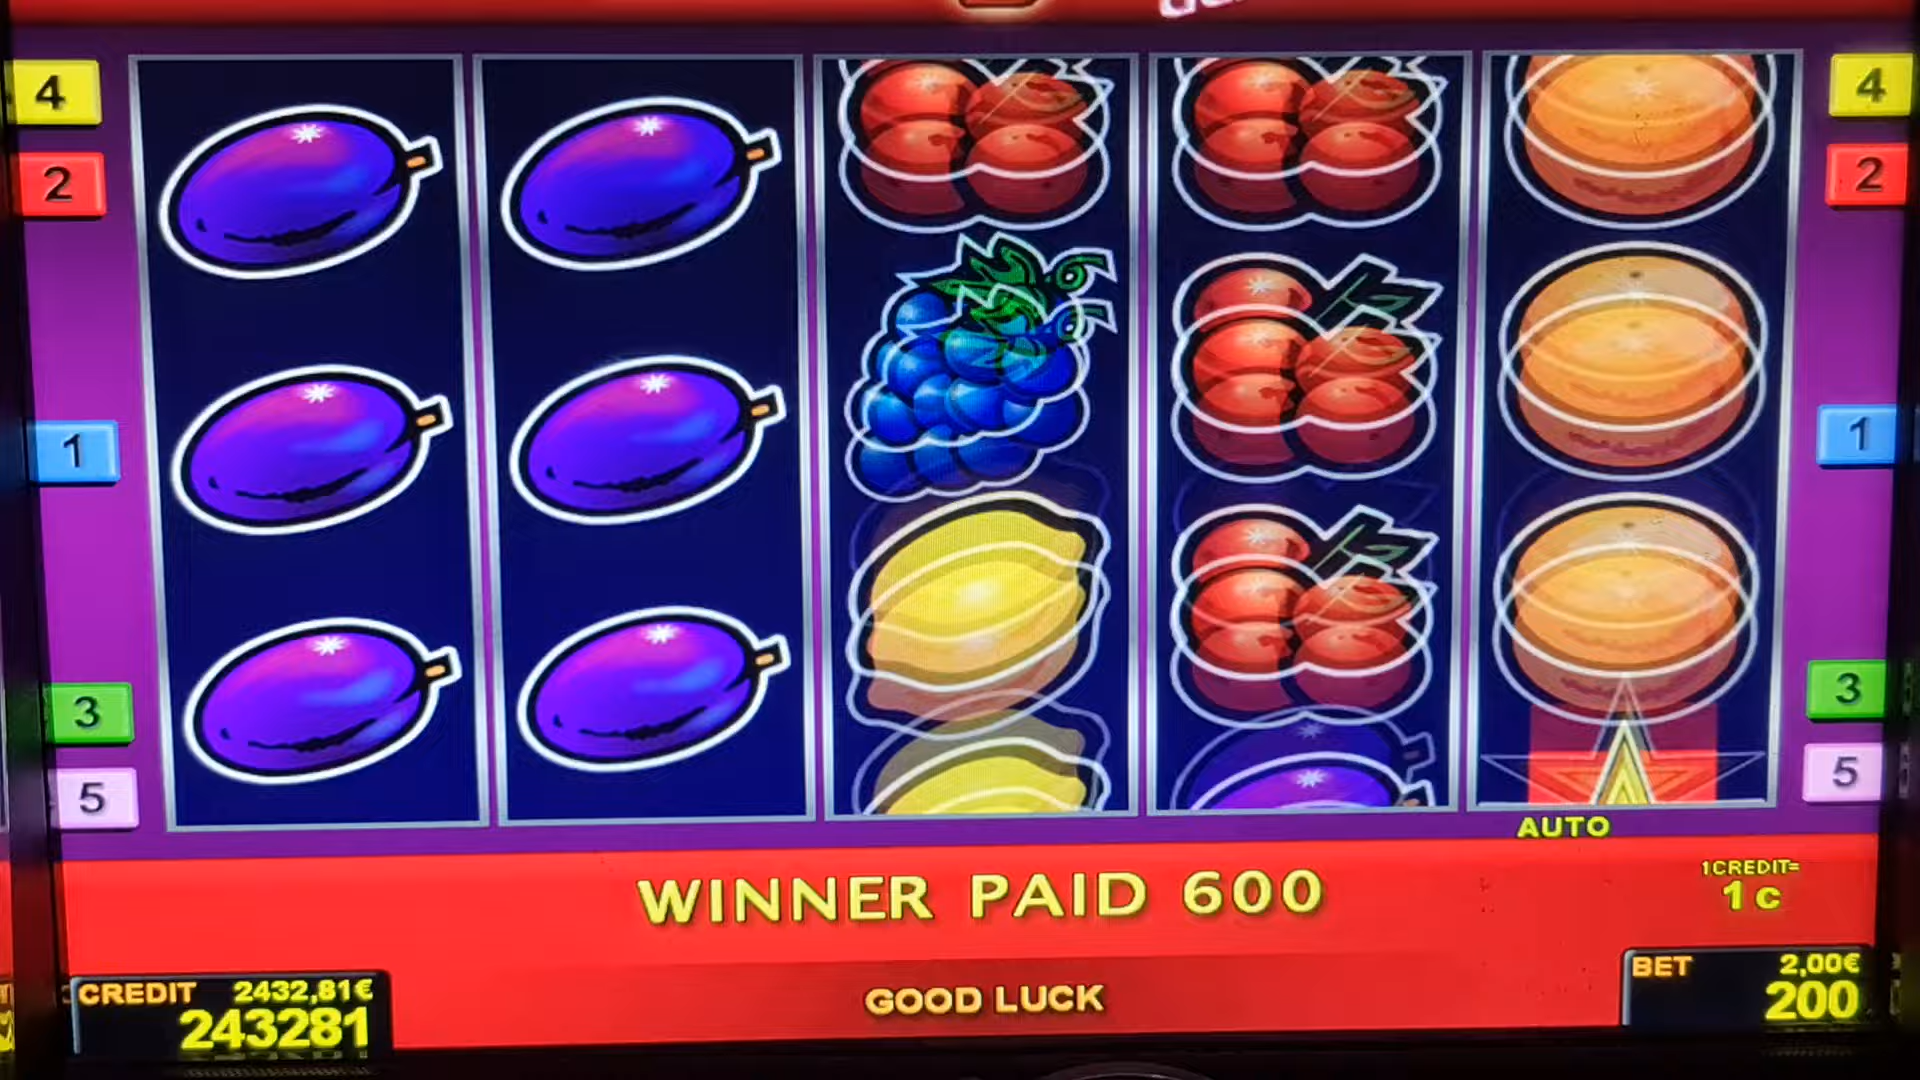 4
4
2
2
1
1
3
3
5
5
AUTO
WINNER PAID 600
1CREDIT=
1 c
CREDIT 2432,81€
243281
GOOD LUCK
BET 2,00€
200